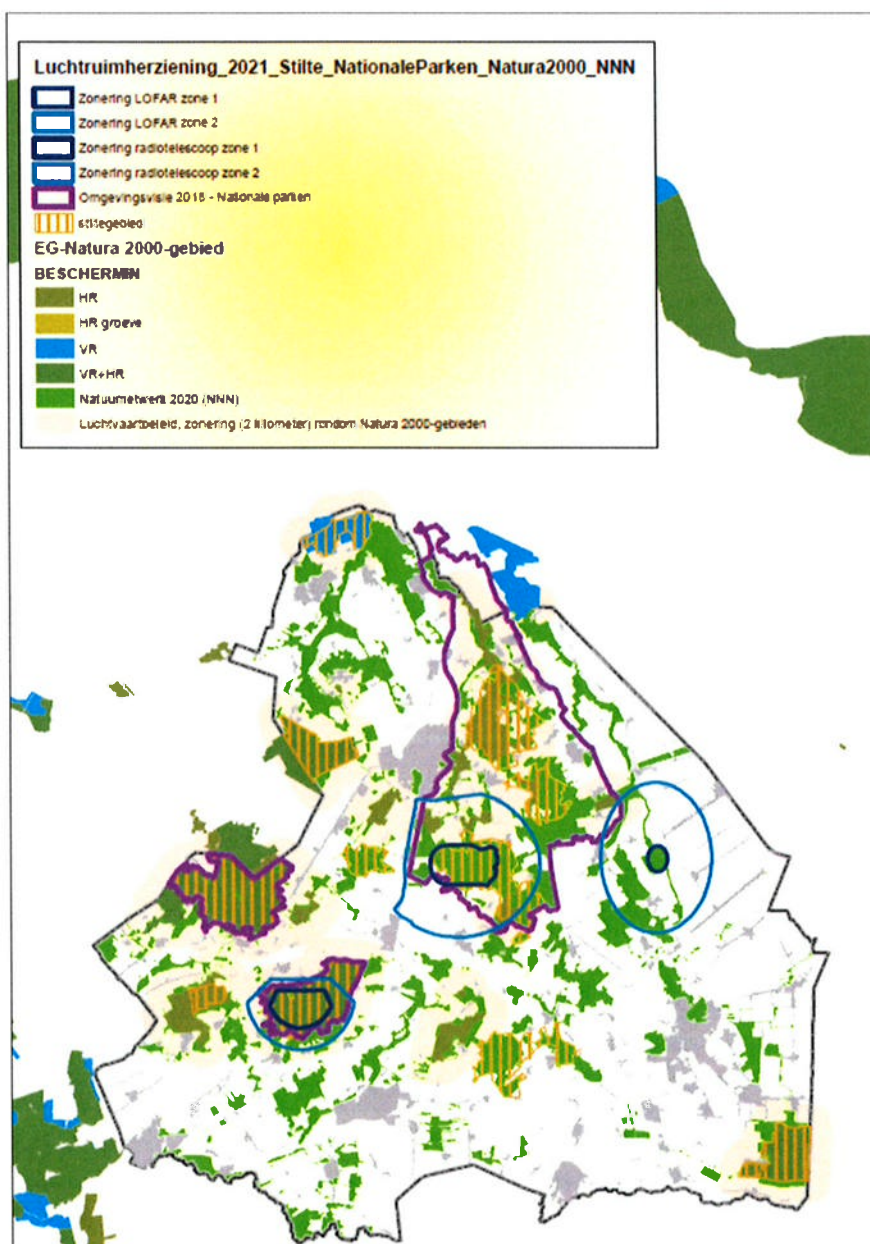 Luchtruimherziening_2021_Stilte_NationaleParken_Natura2000_NNN
Zonering LOFAR zone 1
Zonering LOFAR zone 2
Zonering radiotelescoop zone 1
Zonering radiotelescoop zone 2
Omgevingsvisie 2018 - Nationale parken
stiltegebied
EG-Natura 2000-gebied
BESCHERMIN
HR
HR groeve
VR
VR+HR
Natuurnetwerk 2020 (NNN)
Luchtvaartbeleid, zonering (2 kilometer) rondom Natura 2000-gebieden